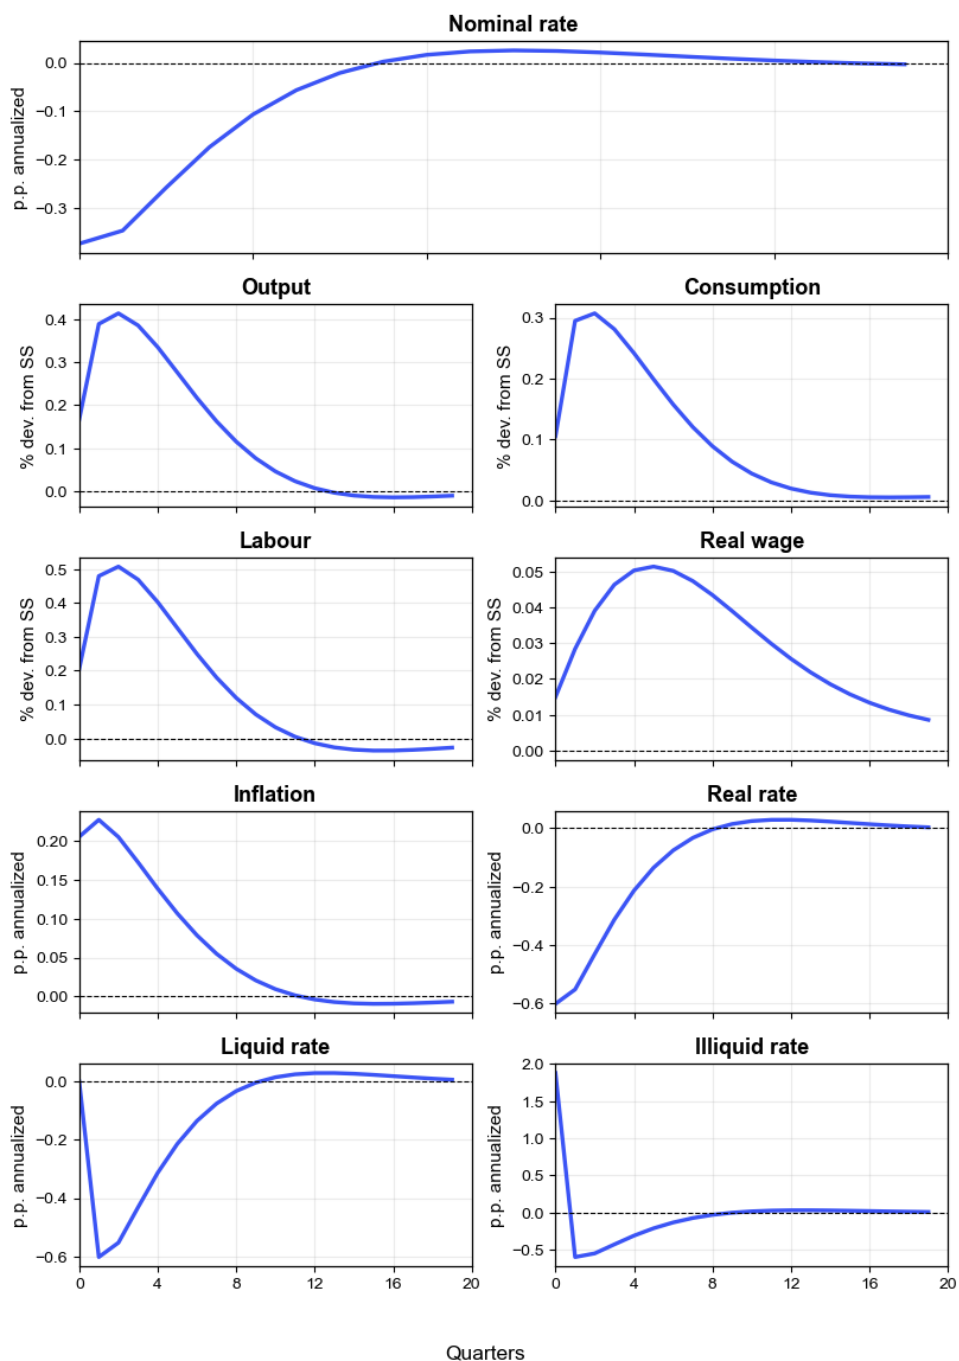 Nominal rate
p.p. annualized
0.0
−0.1
−0.2
−0.3
Output
% dev. from SS
0.4
0.3
0.2
0.1
0.0
Consumption
% dev. from SS
0.3
0.2
0.1
0.0
Labour
% dev. from SS
0.5
0.4
0.3
0.2
0.1
0.0
Real wage
% dev. from SS
0.05
0.04
0.03
0.02
0.01
0.00
Inflation
p.p. annualized
0.20
0.15
0.10
0.05
0.00
Real rate
p.p. annualized
0.0
−0.2
−0.4
−0.6
Liquid rate
p.p. annualized
0.0
−0.2
−0.4
−0.6
0 4 8 12 16 20
Illiquid rate
p.p. annualized
2.0
1.5
1.0
0.5
0.0
−0.5
0 4 8 12 16 20
Quarters